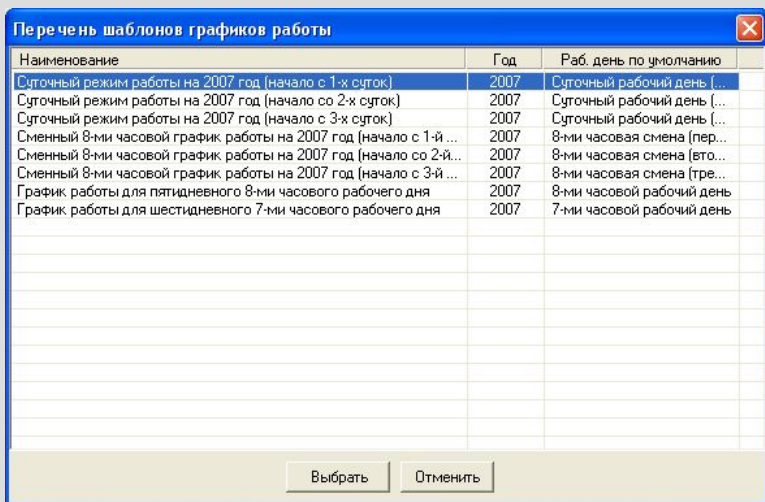 Перечень шаблонов графиков работы
Наименование Год Раб. день по умолчанию
Суточный режим работы на 2007 год (начало с 1-х суток) 2007 Суточный рабочий день (...
Суточный режим работы на 2007 год (начало со 2-х суток) 2007 Суточный рабочий день (...
Суточный режим работы на 2007 год (начало с 3-х суток) 2007 Суточный рабочий день (...
Сменный 8-ми часовой график работы на 2007 год (начало с 1-й ... 2007 8-ми часовая смена (пер...
Сменный 8-ми часовой график работы на 2007 год (начало со 2-й... 2007 8-ми часовая смена (вто...
Сменный 8-ми часовой график работы на 2007 год (начало с 3-й ... 2007 8-ми часовая смена (тре...
График работы для пятидневного 8-ми часового рабочего дня 2007 8-ми часовой рабочий день
График работы для шестидневного 7-ми часового рабочего дня 2007 7-ми часовой рабочий день
Выбрать Отменить